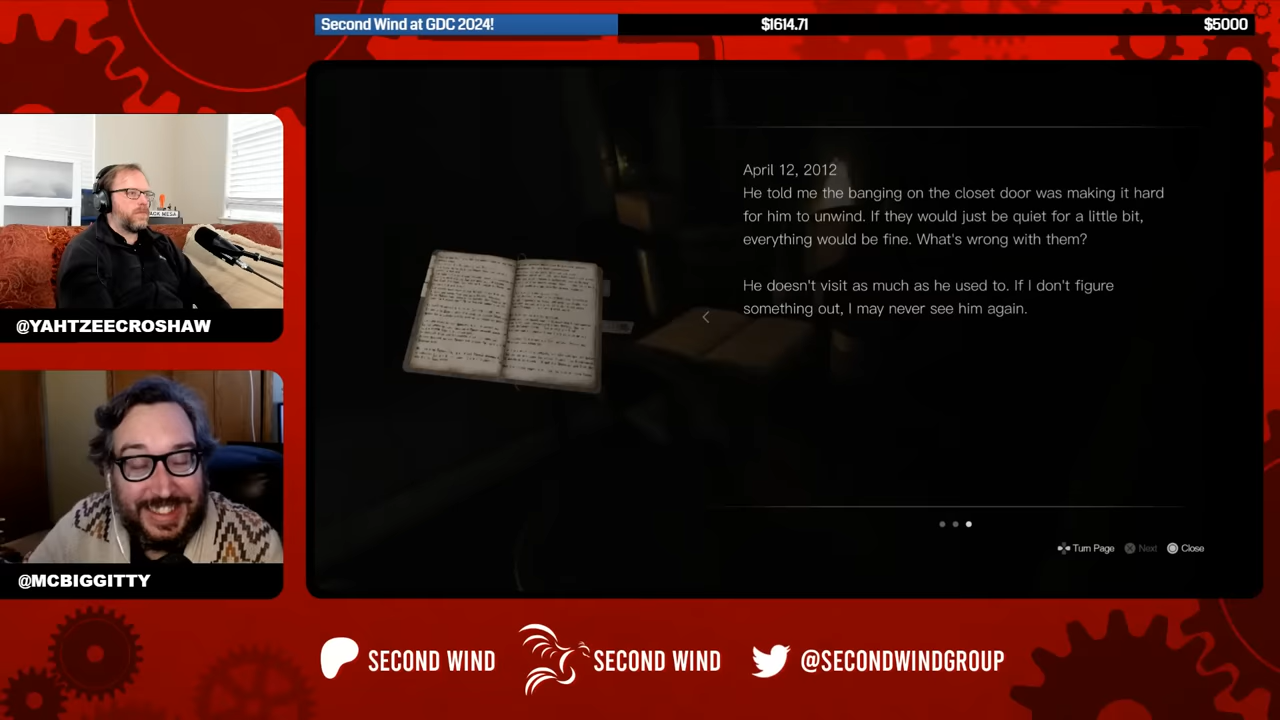 Second Wind at GDC 2024!
$1614.71
$5000
@YAHTZEECROSHAW
@MCBIGGITTY
April 12, 2012
He told me the banging on the closet door was making it hard
for him to unwind. If they would just be quiet for a little bit,
everything would be fine. What's wrong with them?
He doesn't visit as much as he used to. If I don't figure
something out, I may never see him again.
Turn Page
Next
Close
SECOND WIND
SECOND WIND
@SECONDWINDGROUP